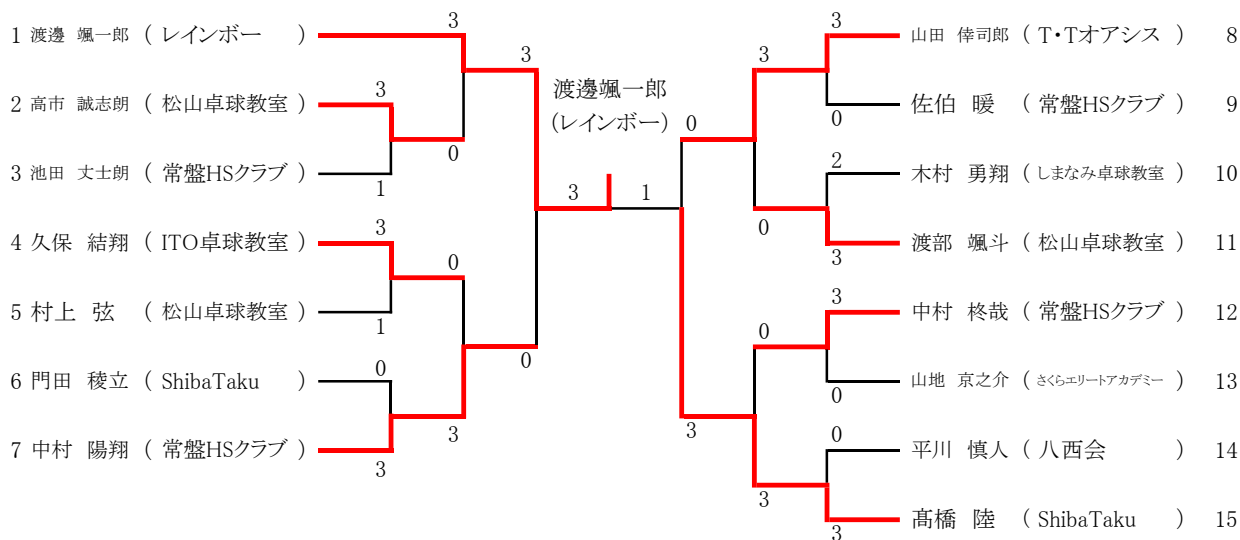 1 渡邊 颯一郎 ( レインボー )
2 高市 誠志朗 ( 松山卓球教室 )
3 池田 丈士朗 ( 常盤HSクラブ )
4 久保 結翔 ( ITO卓球教室 )
5 村上 弦 ( 松山卓球教室 )
6 門田 稜立 ( ShibaTaku )
7 中村 陽翔 ( 常盤HSクラブ )
3
3
1
3
1
0
3
0
0
3
3
0
渡邊颯一郎
(レインボー)
3 1
0
3
3
0
0
3
3
0
2
3
3
0
0
3
山田 倖司郎 ( T・Tオアシス ) 8
佐伯 暖 ( 常盤HSクラブ ) 9
木村 勇翔 ( しまなみ卓球教室 ) 10
渡部 颯斗 ( 松山卓球教室 ) 11
中村 柊哉 ( 常盤HSクラブ ) 12
山地 京之介 ( さくらエリートアカデミー ) 13
平川 慎人 ( 八西会 ) 14
髙橋 陸 ( ShibaTaku ) 15